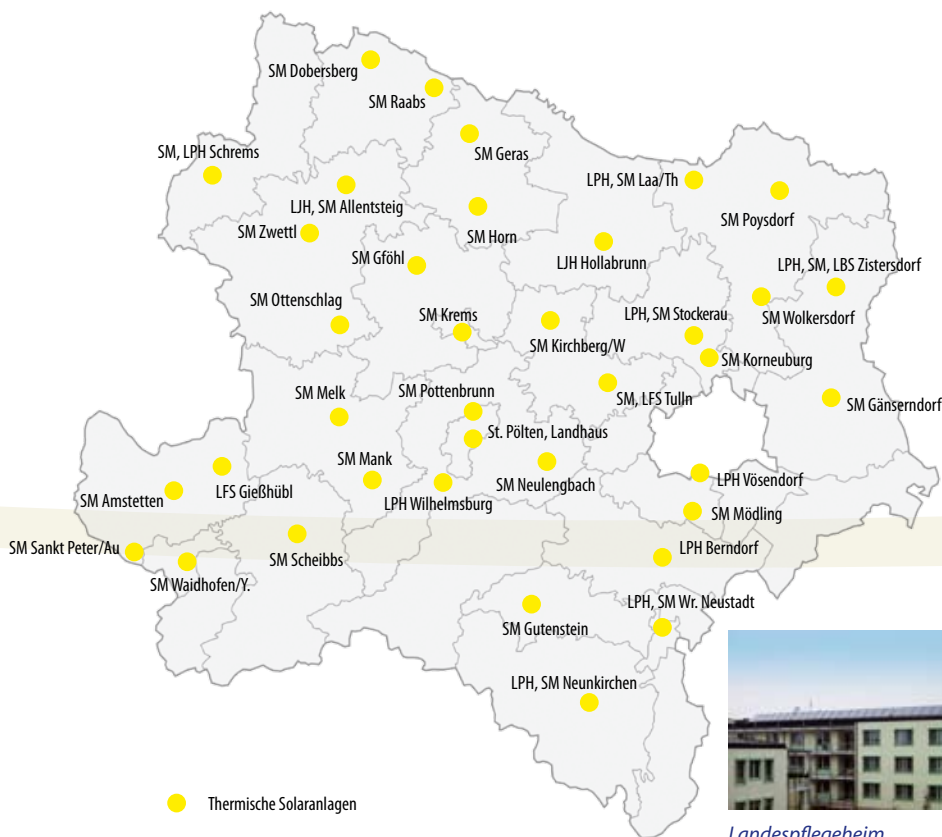 SM Dobersberg
SM Raabs
SM Geras
SM, LPH Schrems
LPH, SM Laa/Th
LJH, SM Allentsteig
SM Poysdorf
SM Zwettl
SM Horn
SM Gföhl
LJH Hollabrunn
LPH, SM, LBS Zistersdorf
SM Ottenschlag
SM Krems
LPH, SM Stockerau
SM Wolkersdorf
SM Kirchberg/W
SM Korneuburg
SM Melk
SM Pottenbrunn
SM, LFS Tulln
SM Gänserndorf
St. Pölten, Landhaus
SM Mank
SM Neulengbach
LPH Vösendorf
LFS Gießhübl
SM Amstetten
LPH Wilhelmsburg
SM Mödling
SM Sankt Peter/Au
SM Scheibbs
LPH Berndorf
SM Waidhofen/Y.
LPH, SM Wr. Neustadt
SM Gutenstein
LPH, SM Neunkirchen
Thermische Solaranlagen
Landespflegeheim